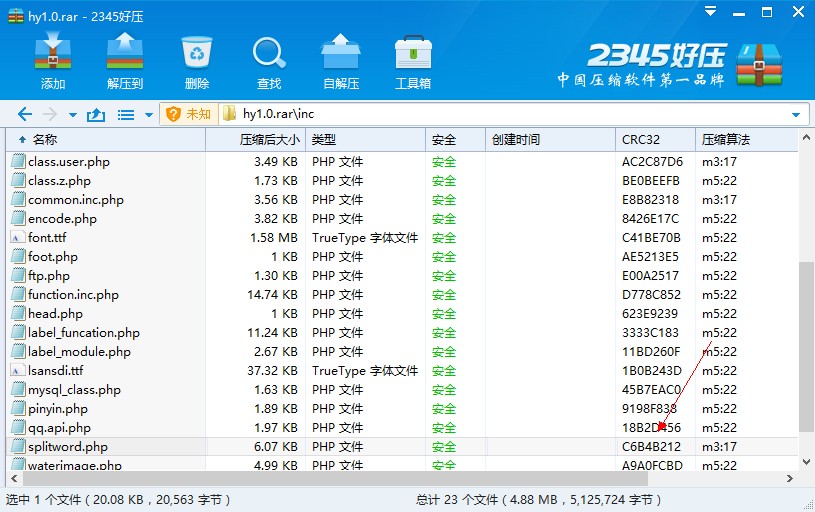 hy1.0.rar - 2345好压
添加 解压到 删除 查找 自解压 工具箱
2345好压
中国压缩软件第一品牌
未知 hy1.0.rar\inc
名称 压缩后大小 类型 安全 创建时间 CRC32 压缩算法
class.user.php 3.49 KB PHP 文件 安全 AC2C87D6 m3:17
class.z.php 1.73 KB PHP 文件 安全 BE0BEEFB m5:22
common.inc.php 3.56 KB PHP 文件 安全 E8B82318 m3:17
encode.php 3.82 KB PHP 文件 安全 8426E17C m5:22
font.ttf 1.58 MB TrueType 字体文件 安全 C41BE70B m5:22
foot.php 1 KB PHP 文件 安全 AE5213E5 m5:22
ftp.php 1.30 KB PHP 文件 安全 E00A2517 m5:22
function.inc.php 14.74 KB PHP 文件 安全 D778C852 m5:22
head.php 1 KB PHP 文件 安全 623E9239 m5:22
label_funcation.php 11.24 KB PHP 文件 安全 3333C183 m5:22
label_module.php 2.67 KB PHP 文件 安全 11BD260F m5:22
lsansdi.ttf 37.32 KB TrueType 字体文件 安全 1B0B243D m5:22
mysql_class.php 1.63 KB PHP 文件 安全 45B7EAC0 m5:22
pinyin.php 1.89 KB PHP 文件 安全 9198F838 m5:22
qq.api.php 1.97 KB PHP 文件 安全 18B2D456 m5:22
splitword.php 6.07 KB PHP 文件 安全 C6B4B212 m3:17
waterimage.php 4.99 KB PHP 文件 安全 A9A0FCBD m5:22
选中 1 个文件 ( 20.08 KB，20,563 字节 ) 总计 23 个文件 ( 4.88 MB，5,125,724 字节 )